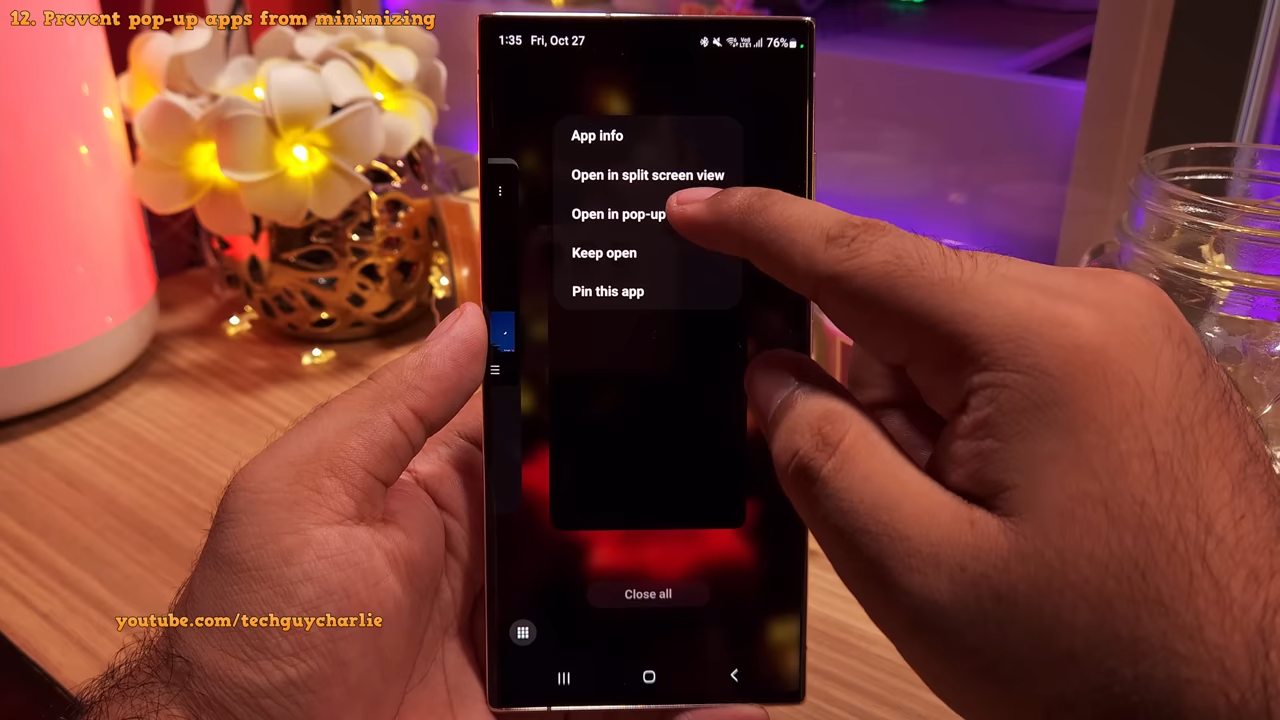 12. Prevent pop-up apps from minimizing
1:35 Fri, Oct 27
76%
App info
Open in split screen view
Open in pop-up
Keep open
Pin this app
youtube.com/techguycharlie
Close all